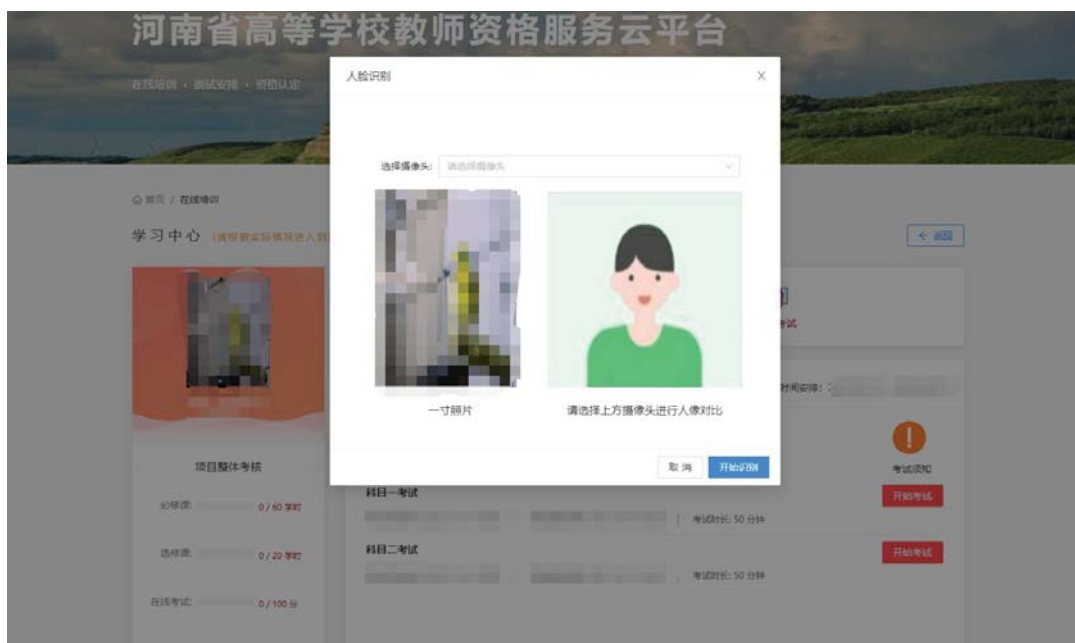 河南省高等学校教师资格服务云平台
在线培训 · 面试安排 · 资格认定
人脸识别
选择摄像头: 请选择摄像头
一寸照片
请选择上方摄像头进行人像对比
取 消
开始识别
首页 / 在线培训
学习中心
返回
考试
时间安排:
项目整体考核
必修课: 0 / 60 学时
选修课: 0 / 20 学时
在线考试: 0 / 100 分
考试须知
科目一考试
考试时长: 50 分钟
开始考试
科目二考试
考试时长: 50 分钟
开始考试